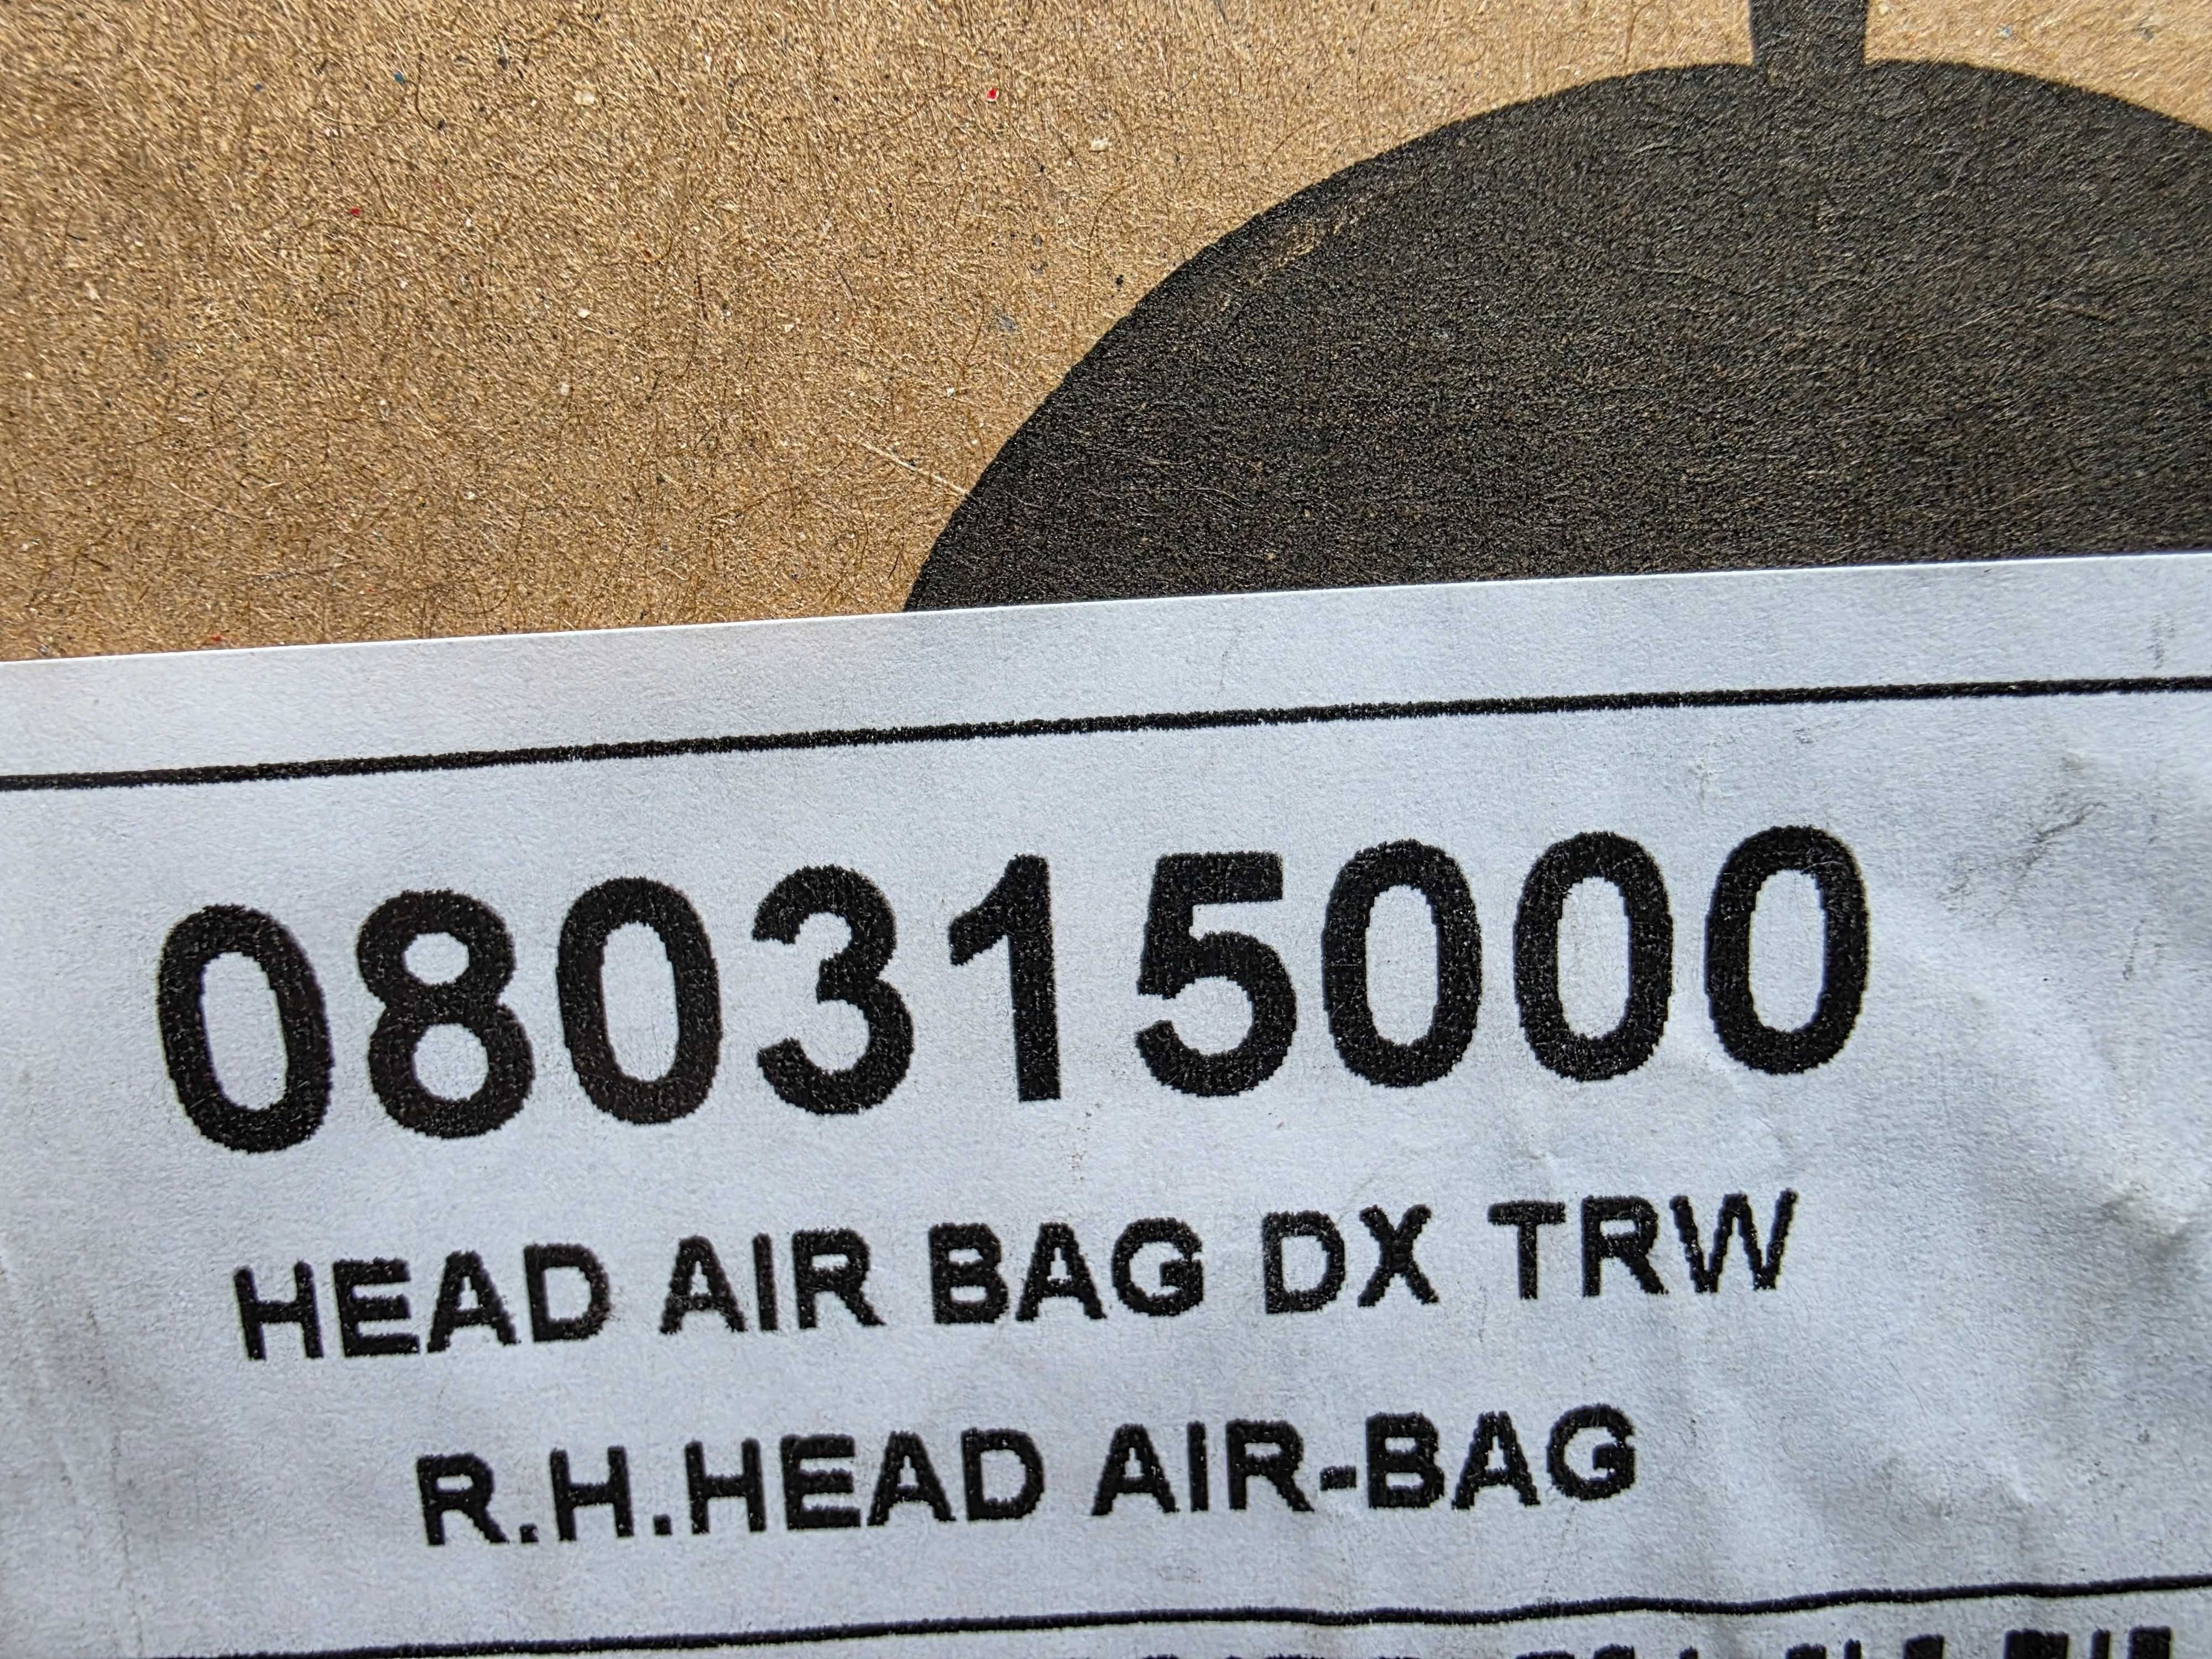 080315000
HEAD AIR BAG DX TRW
R.H.HEAD AIR-BAG